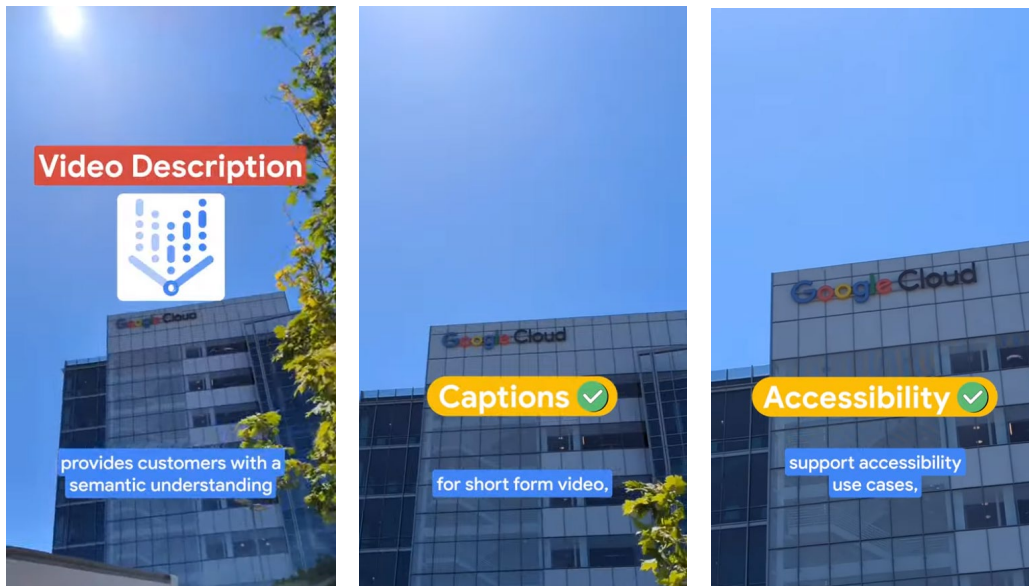 Video Description
Google Cloud
provides customers with a
semantic understanding
Google Cloud
Captions
for short form video,
Google Cloud
Accessibility
support accessibility
use cases,